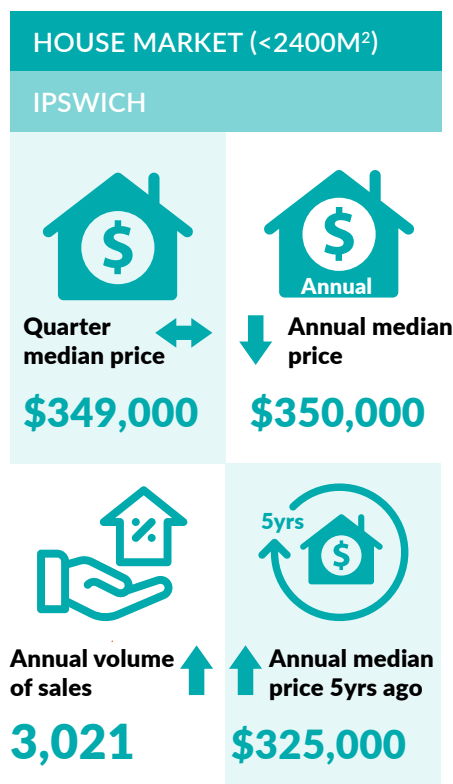 HOUSE MARKET (<2400M²)
IPSWICH
$
Quarter
median price
$349,000
$
Annual
Annual median
price
$350,000
%
Annual volume
of sales
3,021
5yrs
$
Annual median
price 5yrs ago
$325,000